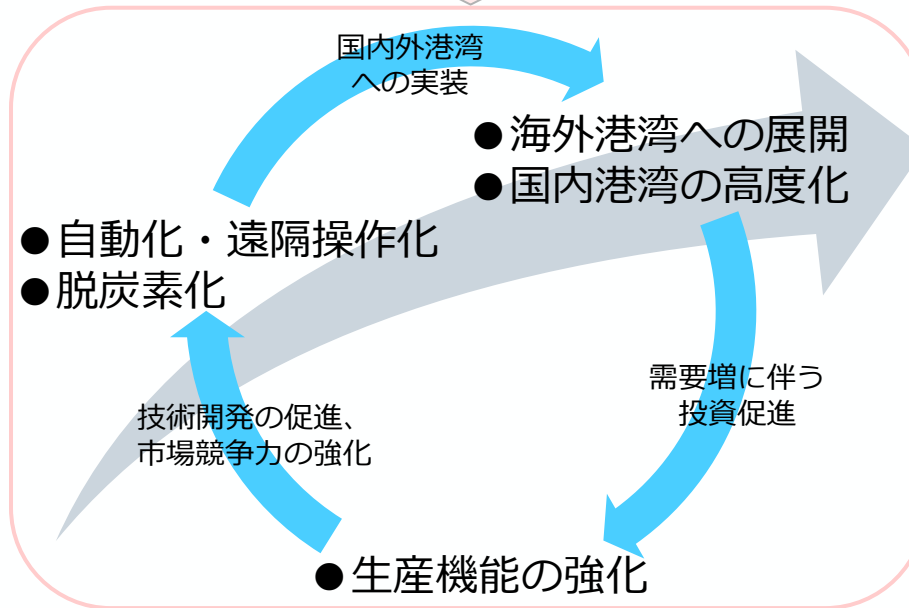 国内外港湾
への実装
●海外港湾への展開
●国内港湾の高度化
●自動化・遠隔操作化
●脱炭素化
需要増に伴う
投資促進
技術開発の促進、
市場競争力の強化
●生産機能の強化